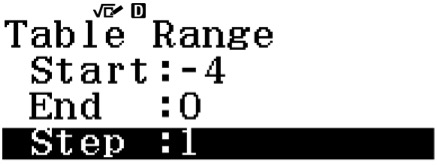 √☐/ D
Table Range
Start:-4
End :0
Step :1